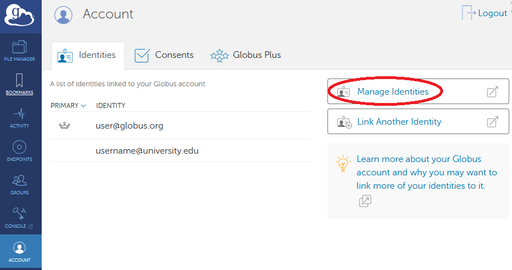 Account
Logout
FILE MANAGER
BOOKMARKS
ACTIVITY
ENDPOINTS
GROUPS
CONSOLE
ACCOUNT
Identities
Consents
Globus Plus
A list of identities linked to your Globus account
PRIMARY
IDENTITY
user@globus.org
username@university.edu
Manage Identities
Link Another Identity
Learn more about your Globus
account and why you may want to
link more of your identities to it.